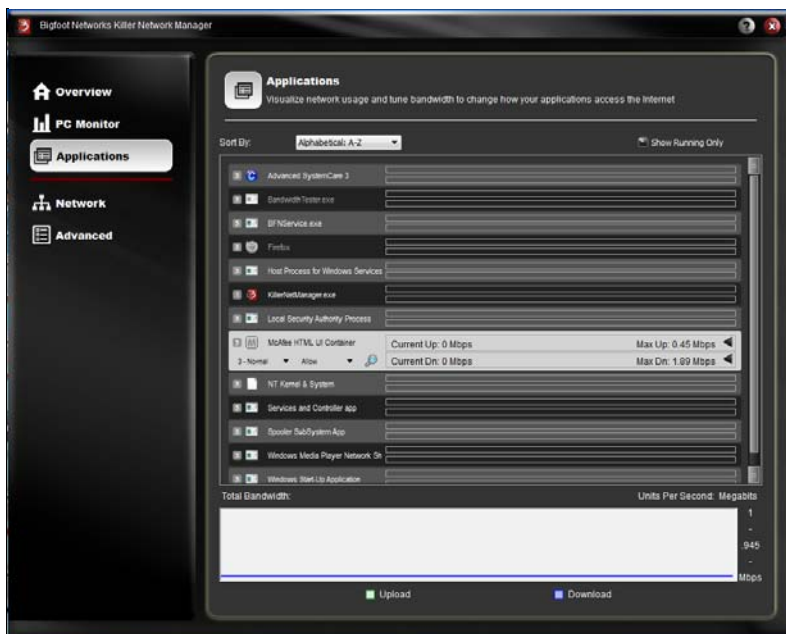 Bigfoot Networks Killer Network Manager
Overview
PC Monitor
Applications
Network
Advanced
Applications
Visualize network usage and tune bandwidth to change how your applications access the Internet
Sort By: Alphabetical: A-Z Show Running Only
Advanced SystemCare 3
BandwidthTester.exe
BFNService.exe
Firefox
Host Process for Windows Services
KillerNetManager.exe
Local Security Authority Process
McAfee HTML UI Container Current Up: 0 Mbps Max Up: 0.45 Mbps
3-Normal Allow Current Dn: 0 Mbps Max Dn: 1.89 Mbps
NT Kernel & System
Services and Controller app
Spooler SubSystem App
Windows Media Player Network Sh
Windows Start-Up Application
Total Bandwidth: Units Per Second: Megabits
1
-
.945
-
Mbps
Upload Download